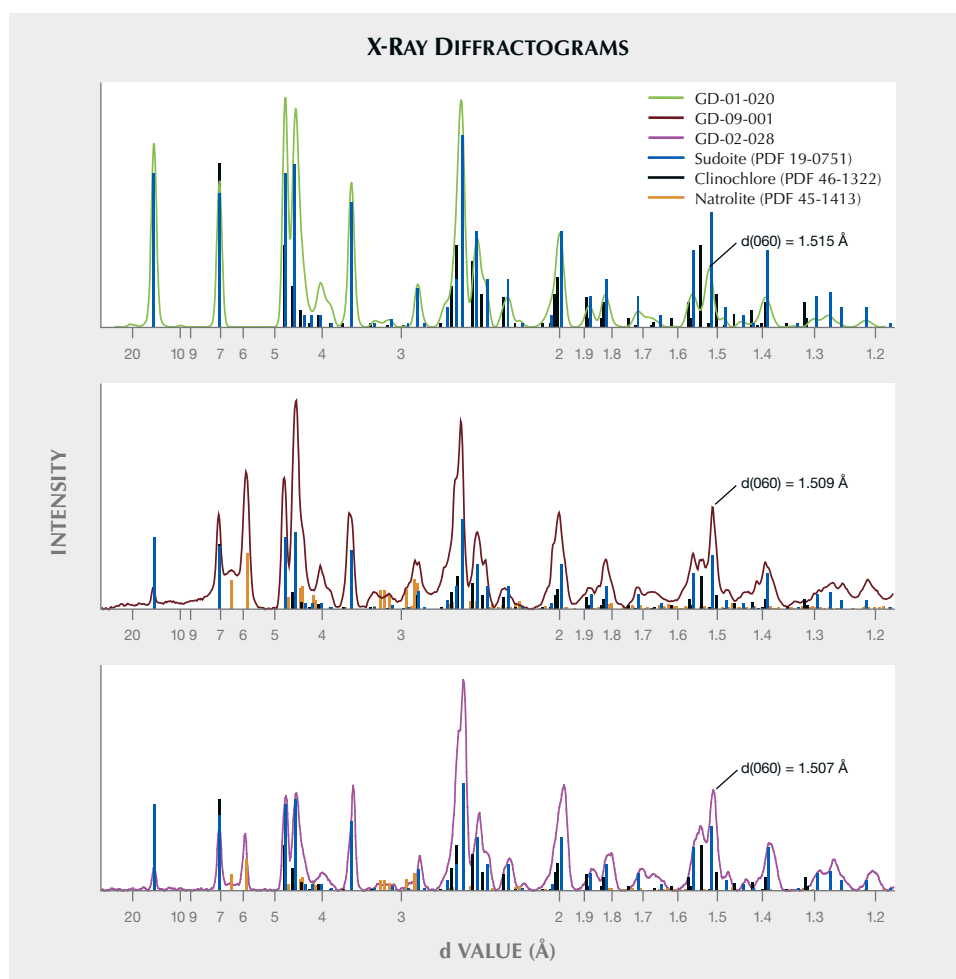 X-RAY DIFFRACTOGRAMS
GD-01-020
GD-09-001
GD-02-028
Sudoite (PDF 19-0751)
Clinochlore (PDF 46-1322)
Natrolite (PDF 45-1413)
d(060) = 1.515 Å
20 10 9 7 6 5 4 3 2 1.9 1.8 1.7 1.6 1.5 1.4 1.3 1.2
d(060) = 1.509 Å
INTENSITY
20 10 9 7 6 5 4 3 2 1.9 1.8 1.7 1.6 1.5 1.4 1.3 1.2
d(060) = 1.507 Å
20 10 9 7 6 5 4 3 2 1.9 1.8 1.7 1.6 1.5 1.4 1.3 1.2
d VALUE (Å)